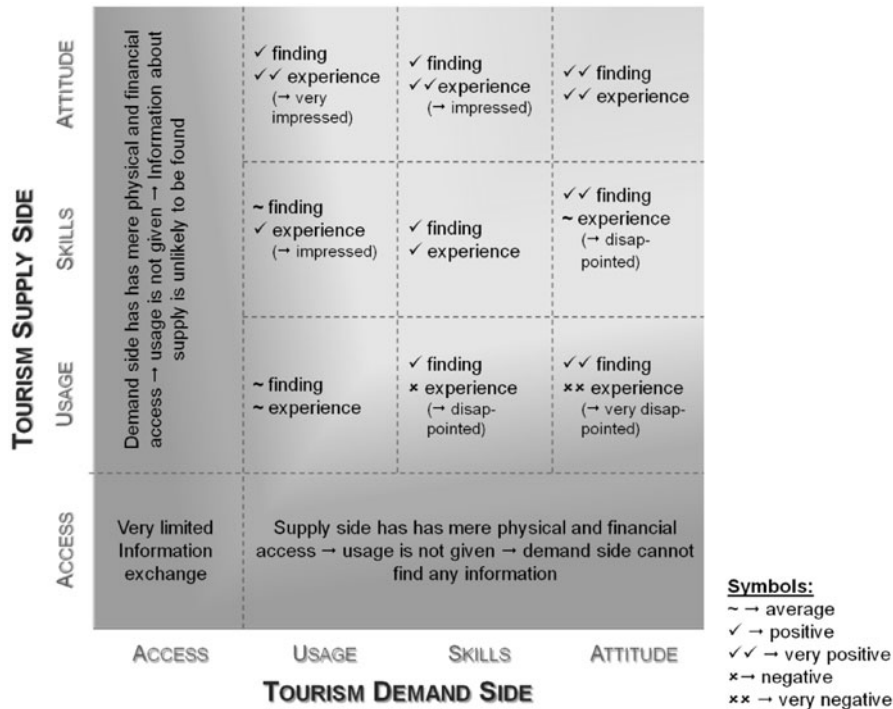 TOURISM SUPPLY SIDE
ATTITUDE
SKILLS
USAGE
ACCESS
Demand side has has mere physical and financial
access → usage is not given → Information about
supply is unlikely to be found
✓ finding
✓✓ experience
(→ very
impressed)
✓ finding
✓✓experience
(→ impressed)
✓✓ finding
✓✓ experience
~ finding
✓ experience
(→ impressed)
✓ finding
✓ experience
✓✓ finding
~ experience
(→ disap-
pointed)
~ finding
~ experience
✓ finding
× experience
(→ disap-
pointed)
✓✓ finding
×× experience
(→ very disap-
pointed)
Very limited
Information
exchange
Supply side has has mere physical and financial
access → usage is not given → demand side cannot
find any information
ACCESS
USAGE
SKILLS
ATTITUDE
TOURISM DEMAND SIDE
Symbols:
~ → average
✓ → positive
✓✓ → very positive
×→ negative
×× → very negative